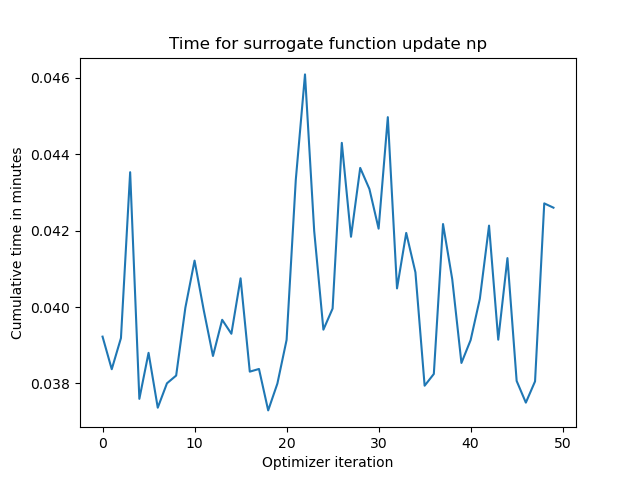 Time for surrogate function update np
Cumulative time in minutes
0.046
0.044
0.042
0.040
0.038
0 10 20 30 40 50
Optimizer iteration